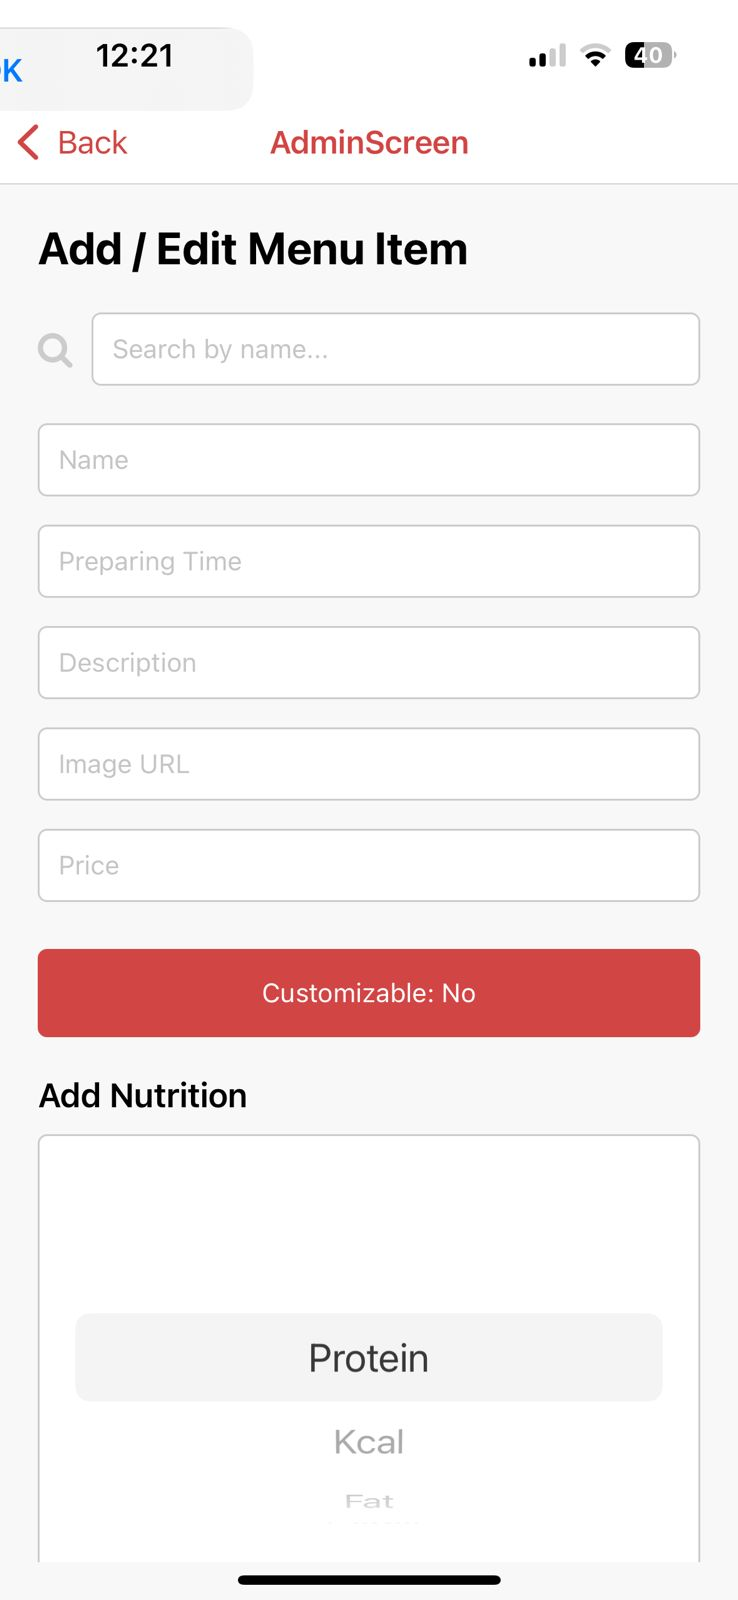 12:21
40
K
Back
AdminScreen
Add / Edit Menu Item
Search by name...
Name
Preparing Time
Description
Image URL
Price
Customizable: No
Add Nutrition
Protein
Kcal
Fat